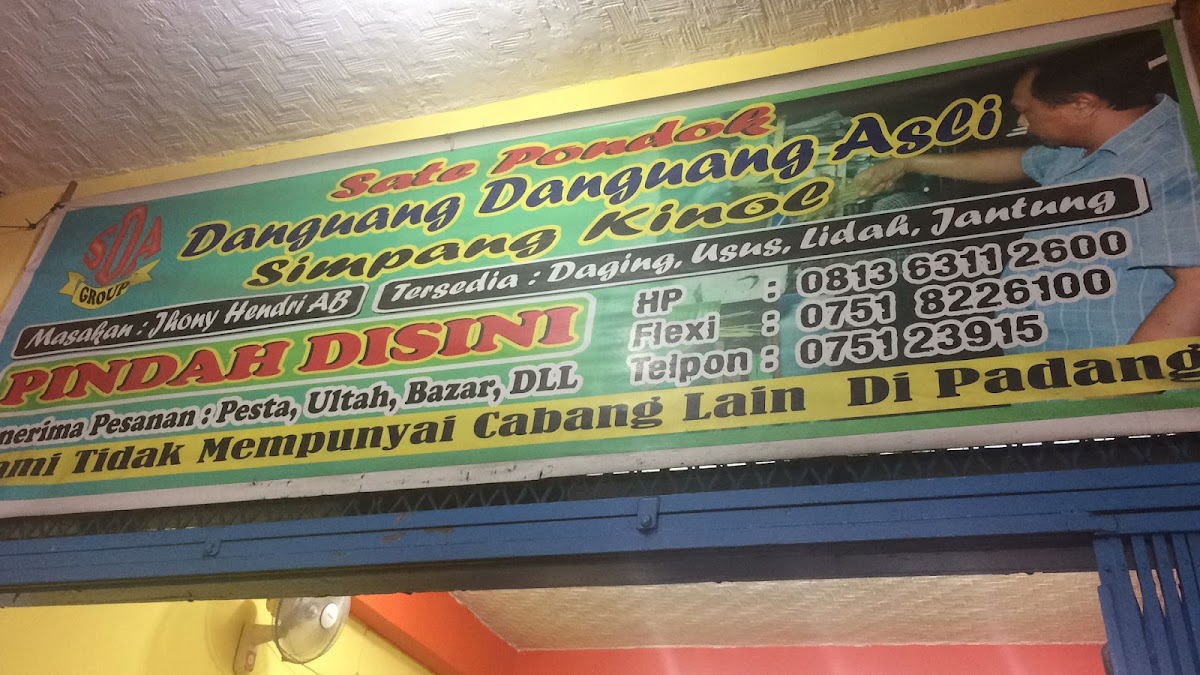 SDA
GROUP
Sate Pondok
Danguang Danguang Asli
Simpang Kinol
Masakan : Jhony Hendri AB
Tersedia : Daging, Usus, Lidah, Jantung
PINDAH DISINI
HP : 0813 6311 2600
Flexi : 0751 8226100
Telpon : 0751 23915
nerima Pesanan : Pesta, Ultah, Bazar, DLL
ami Tidak Mempunyai Cabang Lain Di Padang